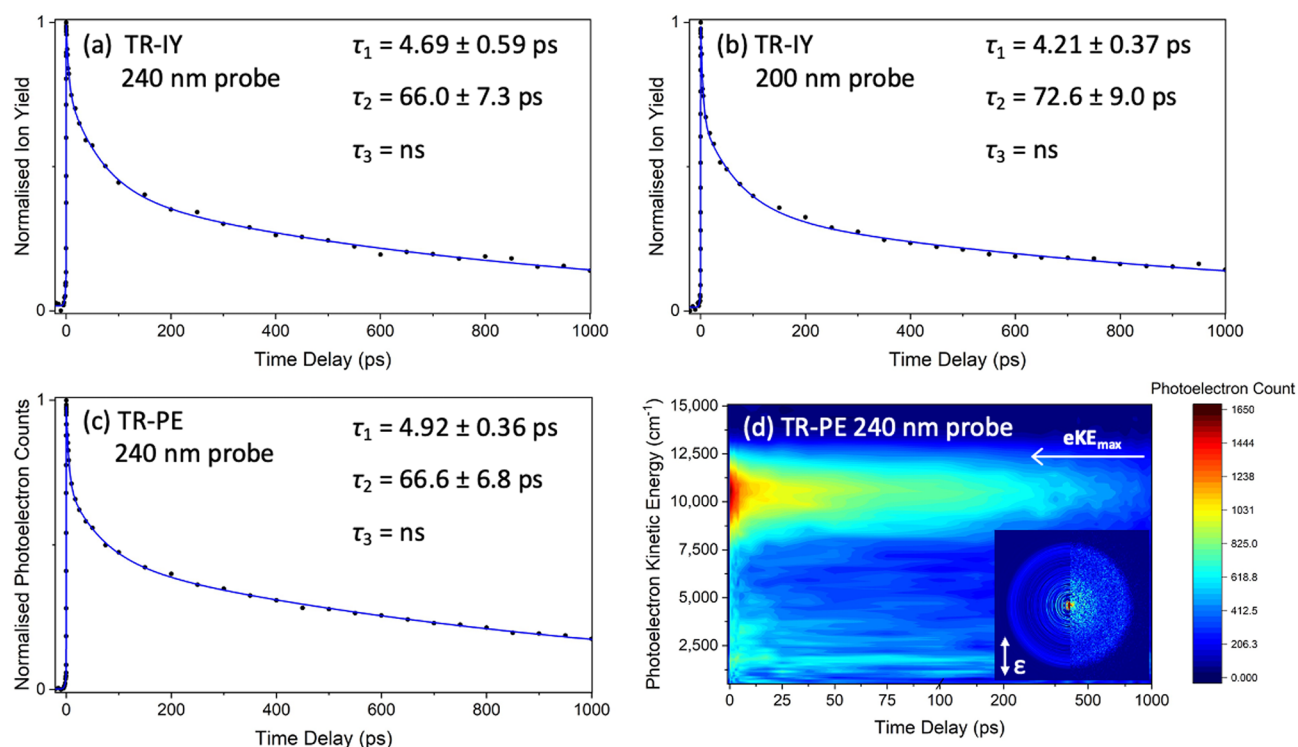 (a) TR-IY
240 nm probe
τ1 = 4.69 ± 0.59 ps
τ2 = 66.0 ± 7.3 ps
τ3 = ns
Normalised Ion Yield
1
0
0
200
400
600
800
1000
Time Delay (ps)
(b) TR-IY
200 nm probe
τ1 = 4.21 ± 0.37 ps
τ2 = 72.6 ± 9.0 ps
τ3 = ns
Normalised Ion Yield
1
0
0
200
400
600
800
1000
Time Delay (ps)
(c) TR-PE
240 nm probe
τ1 = 4.92 ± 0.36 ps
τ2 = 66.6 ± 6.8 ps
τ3 = ns
Normalised Photoelectron Counts
1
0
0
200
400
600
800
1000
Time Delay (ps)
(d) TR-PE 240 nm probe
eKEmax
ε
Photoelectron Kinetic Energy (cm-1)
15,000
12,500
10,000
7,500
5,000
2,500
0
25
50
75
100
200
500
1000
Time Delay (ps)
Photoelectron Count
1650
1444
1238
1031
825.0
618.8
412.5
206.3
0.000